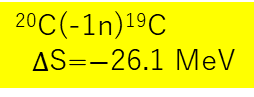 ²⁰C(-1n)¹⁹C
ΔS=−26.1 MeV